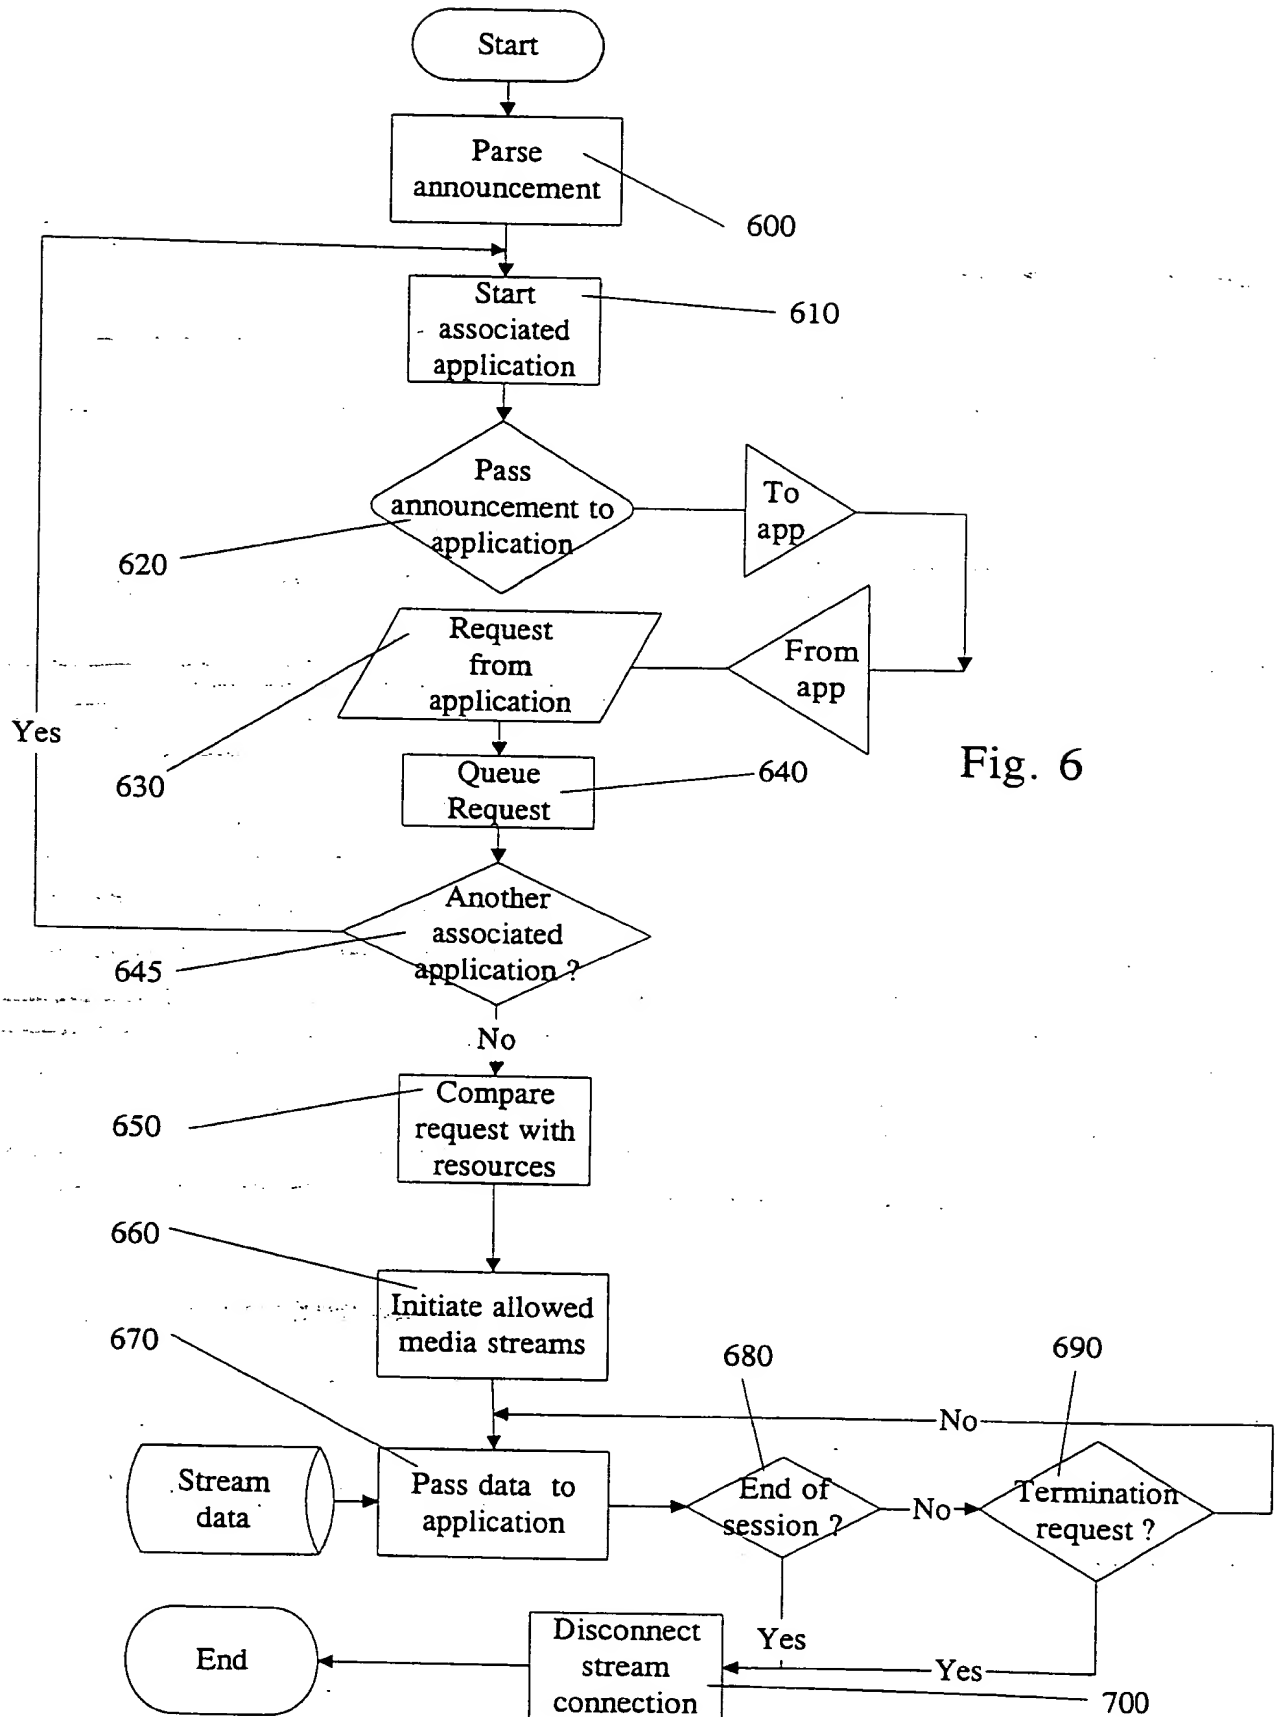 Start
Parse
announcement
600
Start
associated
application
610
Pass
announcement to
application
620
To
app
Request
from
application
From
app
Yes
630
Queue
Request
640
Fig. 6
Another
associated
application ?
645
No
Compare
request with
resources
650
660
Initiate allowed
media streams
670
680
690
No
Stream
data
Pass data to
application
End of
session ?
No
Termination
request ?
End
Disconnect
stream
connection
Yes
Yes
700